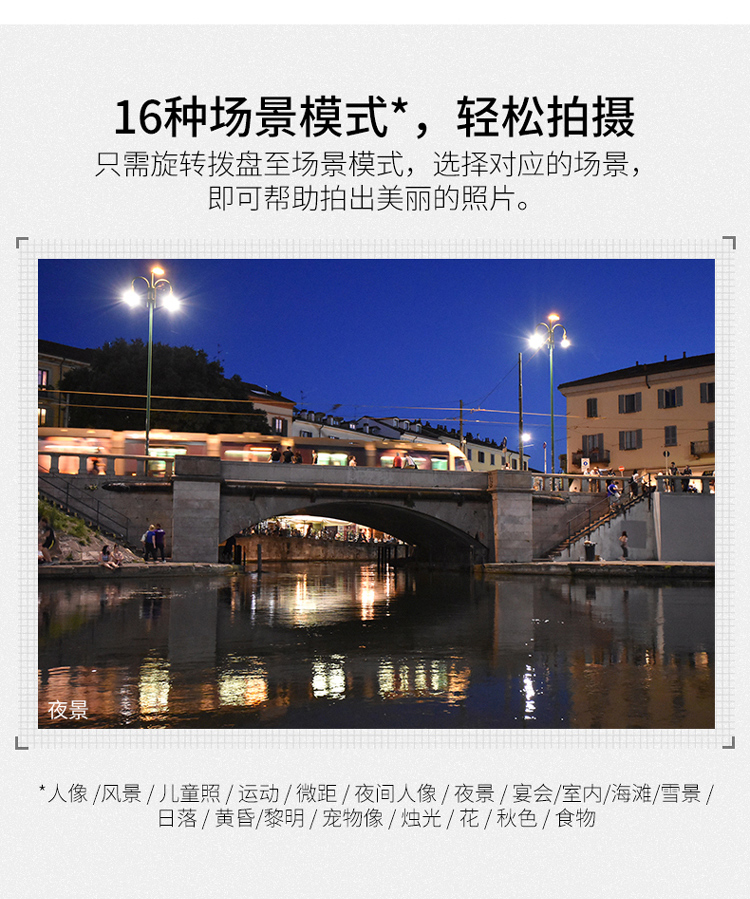 16种场景模式*，轻松拍摄
只需旋转拨盘至场景模式，选择对应的场景，
即可帮助拍出美丽的照片。
夜景
*人像 /风景 / 儿童照 / 运动 / 微距 / 夜间人像 / 夜景 / 宴会/室内/海滩/雪景 /
日落 / 黄昏/黎明 / 宠物像 / 烛光 / 花 / 秋色 / 食物